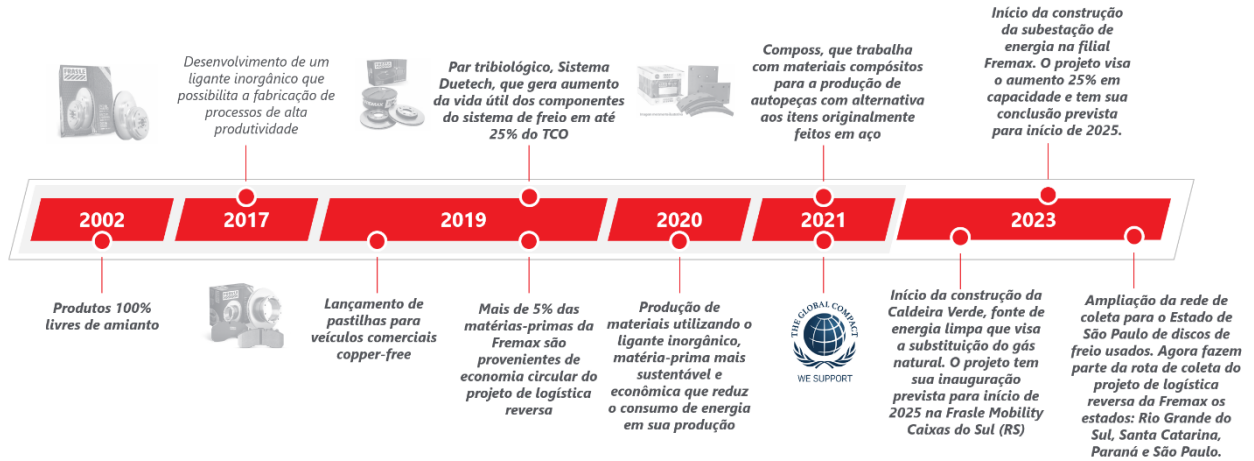 Desenvolvimento de um
ligante inorgânico que
possibilita a fabricação de
processos de alta
produtividade
Par tribiológico, Sistema
Duetech, que gera aumento
da vida útil dos componentes
do sistema de freio em até
25% do TCO
Composs, que trabalha
com materiais compósitos
para a produção de
autopeças com alternativa
aos itens originalmente
feitos em aço
Início da construção
da subestação de
energia na filial
Fremax. O projeto visa
o aumento 25% em
capacidade e tem sua
conclusão prevista
para início de 2025.
2002
2017
2019
2020
2021
2023
Produtos 100%
livres de amianto
Lançamento de
pastilhas para
veículos comerciais
copper-free
Mais de 5% das
matérias-primas da
Fremax são
provenientes de
economia circular do
projeto de logística
reversa
Produção de
materiais utilizando o
ligante inorgânico,
matéria-prima mais
sustentável e
econômica que reduz
o consumo de energia
em sua produção
THE GLOBAL COMPACT
WE SUPPORT
Início da construção da
Caldeira Verde, fonte de
energia limpa que visa
a substituição do gás
natural. O projeto tem
sua inauguração
prevista para início de
2025 na Frasle Mobility
Caixas do Sul (RS)
Ampliação da rede de
coleta para o Estado de
São Paulo de discos de
freio usados. Agora fazem
parte da rota de coleta do
projeto de logística
reversa da Fremax os
estados: Rio Grande do
Sul, Santa Catarina,
Paraná e São Paulo.